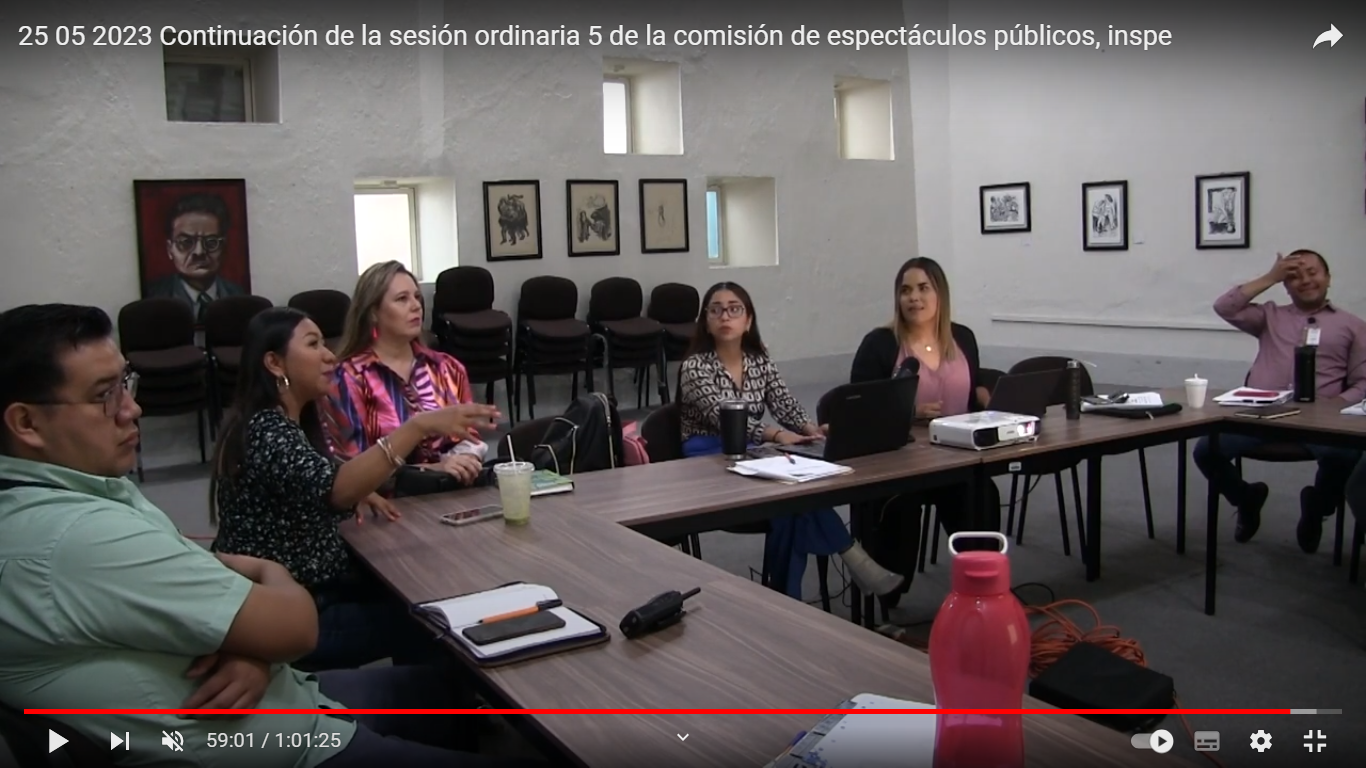 25 05 2023 Continuación de la sesión ordinaria 5 de la comisión de espectáculos públicos, inspe
59:01 / 1:01:25